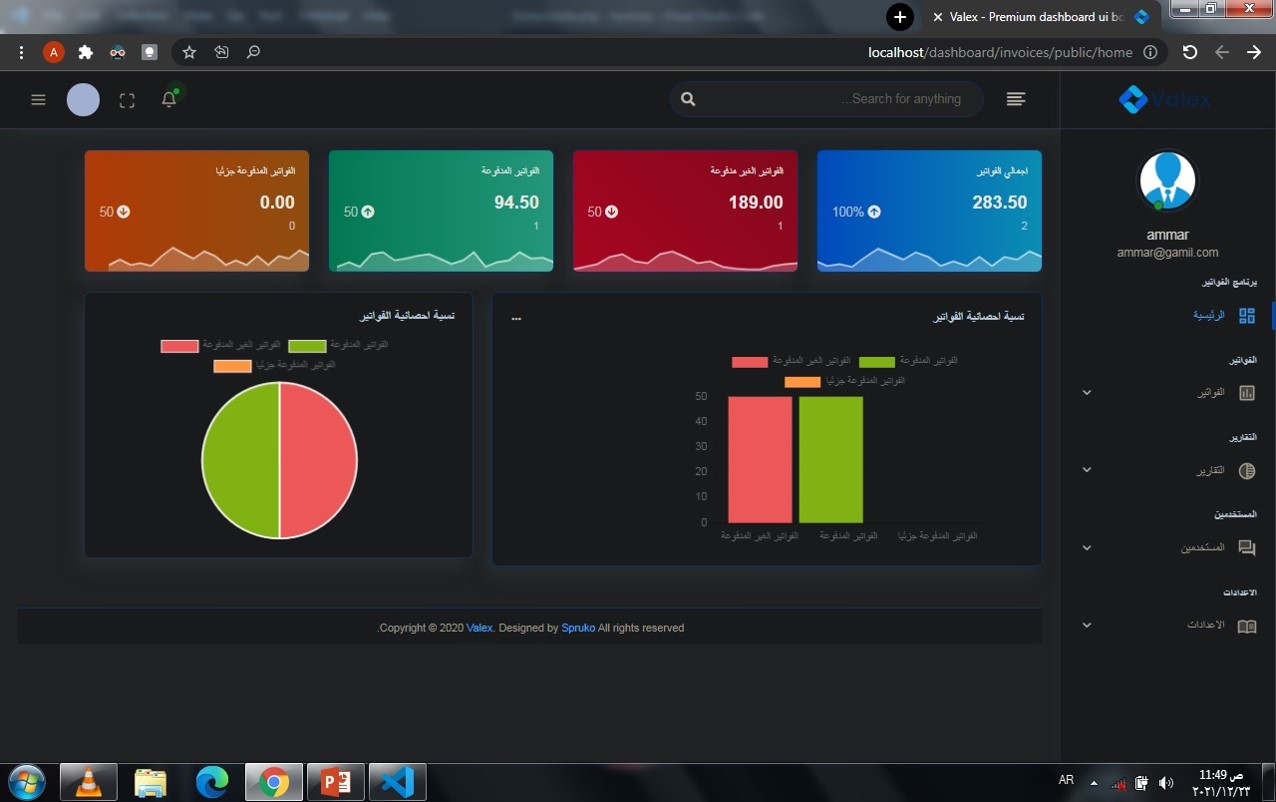 Valex - Premium dashboard ui bo
localhost/dashboard/invoices/public/home
A
Valex
...Search for anything
ammar
ammar@gamil.com
برنامج الفواتير
الرئيسية
الفواتير
الفواتير
التقارير
التقارير
المستخدمين
المستخدمين
الاعدادات
الاعدادات
اجمالي الفواتير
283.50
2
100%
الفواتير الغير مدفوعة
189.00
1
50
الفواتير المدفوعة
94.50
1
50
الفواتير المدفوعة جزئيا
0.00
0
50
نسبة احصائية الفواتير
...
الفواتير المدفوعة
الفواتير الغير المدفوعة
الفواتير المدفوعة جزئيا
50
40
30
20
10
0
الفواتير الغير المدفوعة
الفواتير المدفوعة
الفواتير المدفوعة جزئيا
نسبة احصائية الفواتير
الفواتير المدفوعة
الفواتير الغير المدفوعة
الفواتير المدفوعة جزئيا
.Copyright © 2020 Valex. Designed by Spruko All rights reserved
AR
11:49 ص
٢٠٢١/١٢/٢٣